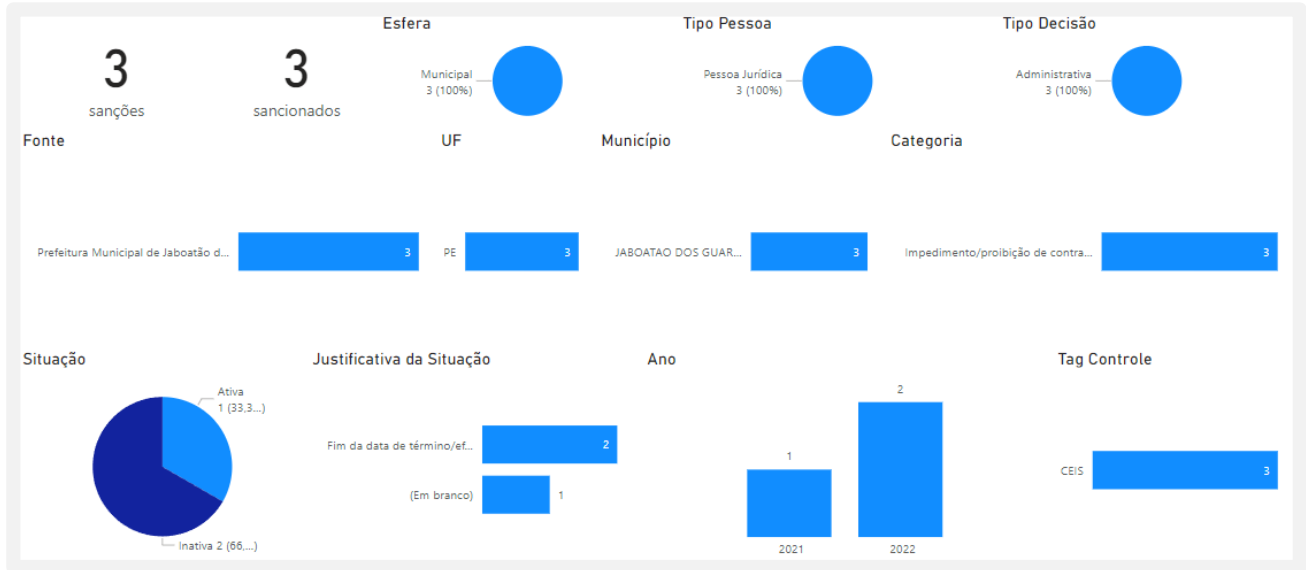 3
sanções
3
sancionados
Esfera
Municipal
3 (100%)
Tipo Pessoa
Pessoa Jurídica
3 (100%)
Tipo Decisão
Administrativa
3 (100%)
Fonte
Prefeitura Municipal de Jaboatão d...
3
UF
PE
3
Município
JABOATAO DOS GUAR...
3
Categoria
Impedimento/proibição de contra...
3
Situação
Ativa
1 (33,3...)
Inativa 2 (66,...)
Justificativa da Situação
Fim da data de término/ef...
2
(Em branco)
1
Ano
1
2
2021
2022
Tag Controle
CEIS
3